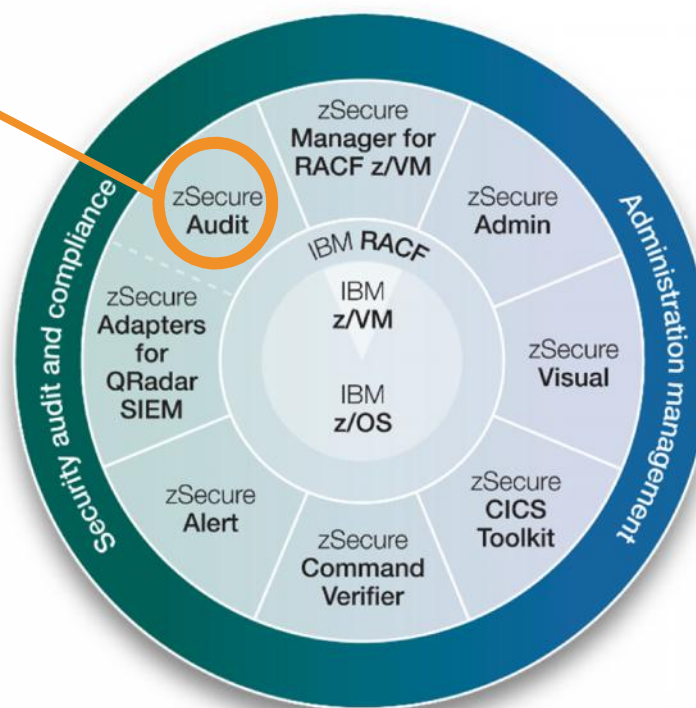 zSecure
Manager for
RACF z/VM
zSecure
Audit
zSecure
Admin
Security audit and compliance
Administration management
IBM RACF
zSecure
Adapters
for
QRadar
SIEM
IBM
z/VM
zSecure
Visual
IBM
z/OS
zSecure
Alert
zSecure
CICS
Toolkit
zSecure
Command
Verifier